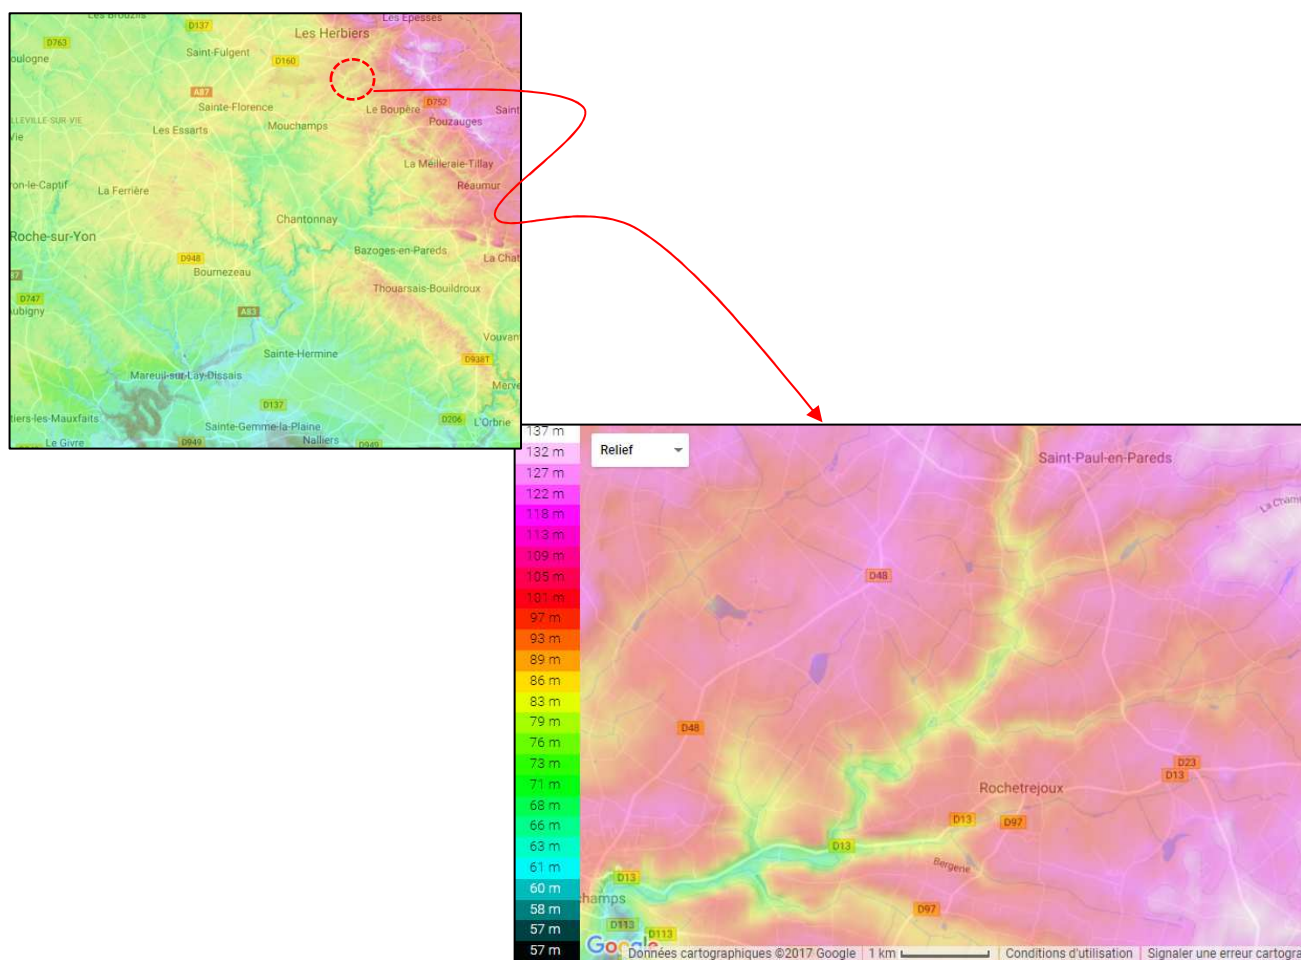 Les Brouzils
D137
Les Epesses
Les Herbiers
D763
Saint-Fulgent
oulogne
D160
A87
Sainte-Florence
D752
Le Boupère
Saint
LLEVILLE-SUR-VIE
Pouzauges
Les Essarts
Mouchamps
Vie
La Meilleraie-Tillay
on-le-Captif
La Ferrière
Réaumur
Chantonnay
Roche-sur-Yon
Bazoges-en-Pareds
D948
La Chat
Bournezeau
87
Thouarsais-Bouildroux
D747
ubigny
A83
Vouvan
Sainte-Hermine
D938T
Mareuil-sur-Lay-Dissais
Merve
D137
tiers-les-Mauxfaits
D206
L'Orbrie
Sainte-Gemme-la-Plaine
Le Givre
D949
Nalliers
D949
137 m
132 m
127 m
122 m
118 m
113 m
109 m
105 m
101 m
97 m
93 m
89 m
86 m
83 m
79 m
76 m
73 m
71 m
68 m
66 m
63 m
61 m
60 m
58 m
57 m
57 m
Relief
Saint-Paul-en-Pareds
La Cham
D48
D48
D23
D13
Rochetrejoux
D13
D97
D13
Bergene
D13
champs
D97
D113
D113
Google
Données cartographiques ©2017 Google
1 km
Conditions d'utilisation
Signaler une erreur cartogra